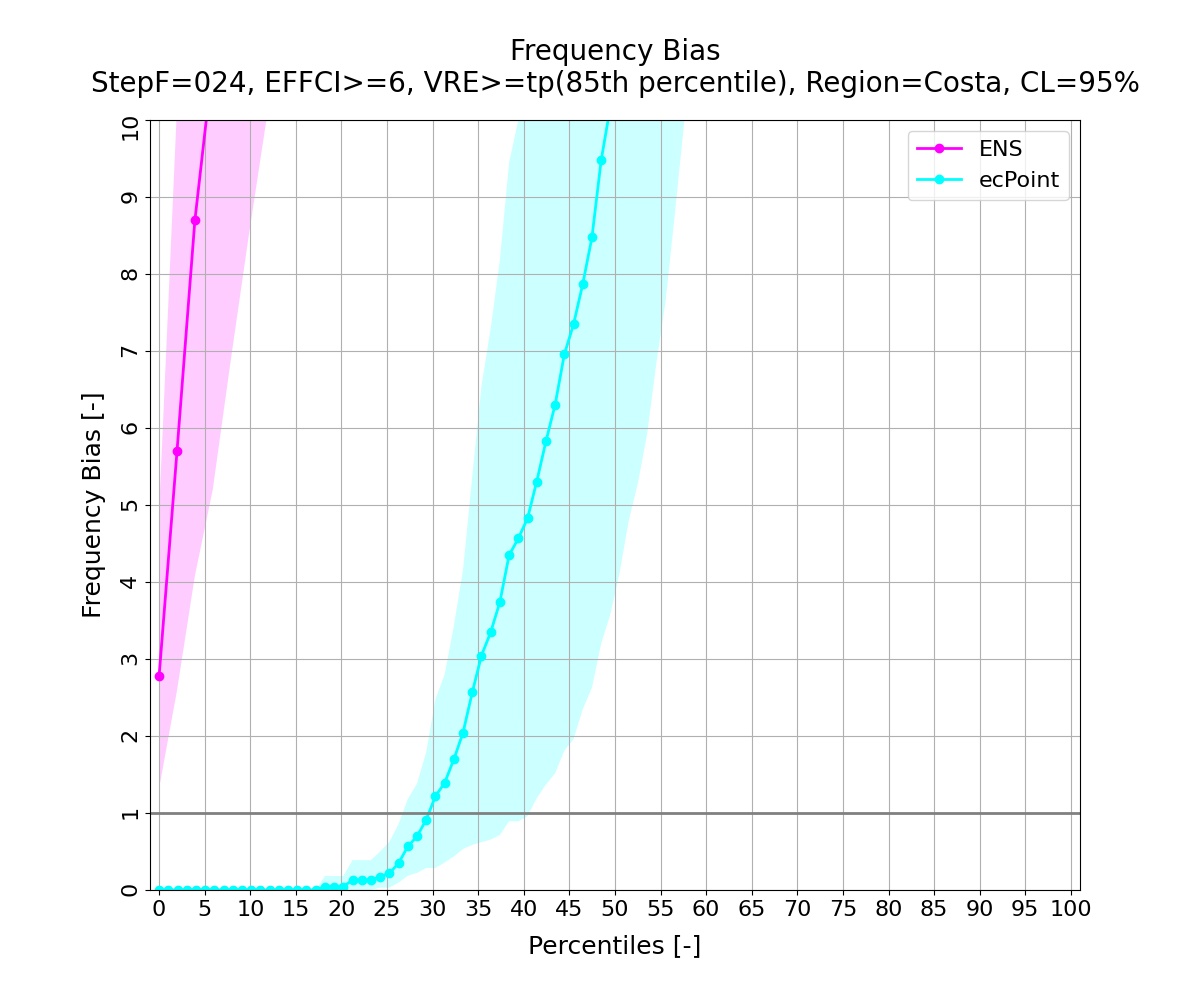 Frequency Bias
StepF=024, EFFCI>=6, VRE>=tp(85th percentile), Region=Costa, CL=95%
10
9
8
7
6
5
4
3
2
1
0
Frequency Bias [-]
ENS
ecPoint
0 5 10 15 20 25 30 35 40 45 50 55 60 65 70 75 80 85 90 95 100
Percentiles [-]